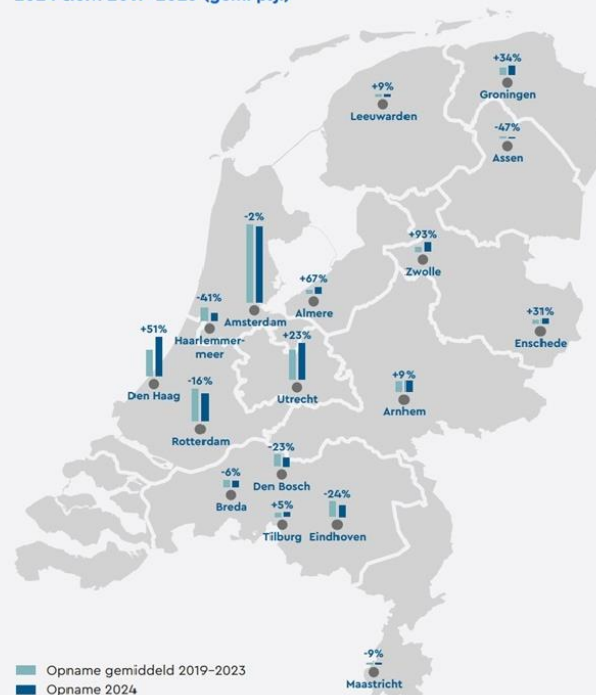 +34%
Groningen
+9%
Leeuwarden
-47%
Assen
-2%
Amsterdam
+93%
Zwolle
+67%
Almere
-41%
Haarlemmer-
meer
+31%
Enschede
+51%
Den Haag
+23%
Utrecht
+9%
Arnhem
-16%
Rotterdam
-23%
Den Bosch
-6%
Breda
+5%
Tilburg
-24%
Eindhoven
-9%
Maastricht
Opname gemiddeld 2019-2023
Opname 2024